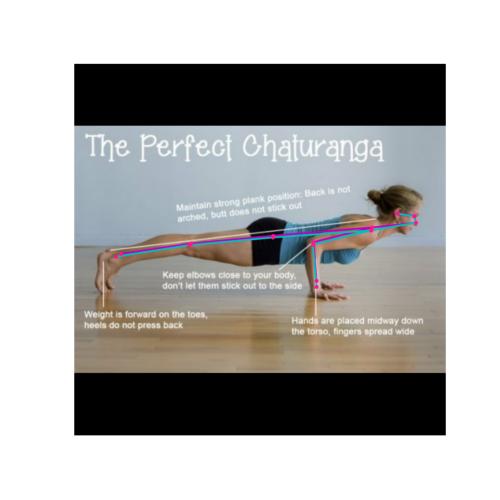 The Perfect Chaturanga
Maintain strong plank position: Back is not
arched, butt does not stick out
Keep elbows close to your body,
don't let them stick out to the side
Weight is forward on the toes,
heels do not press back
Hands are placed midway down
the torso, fingers spread wide